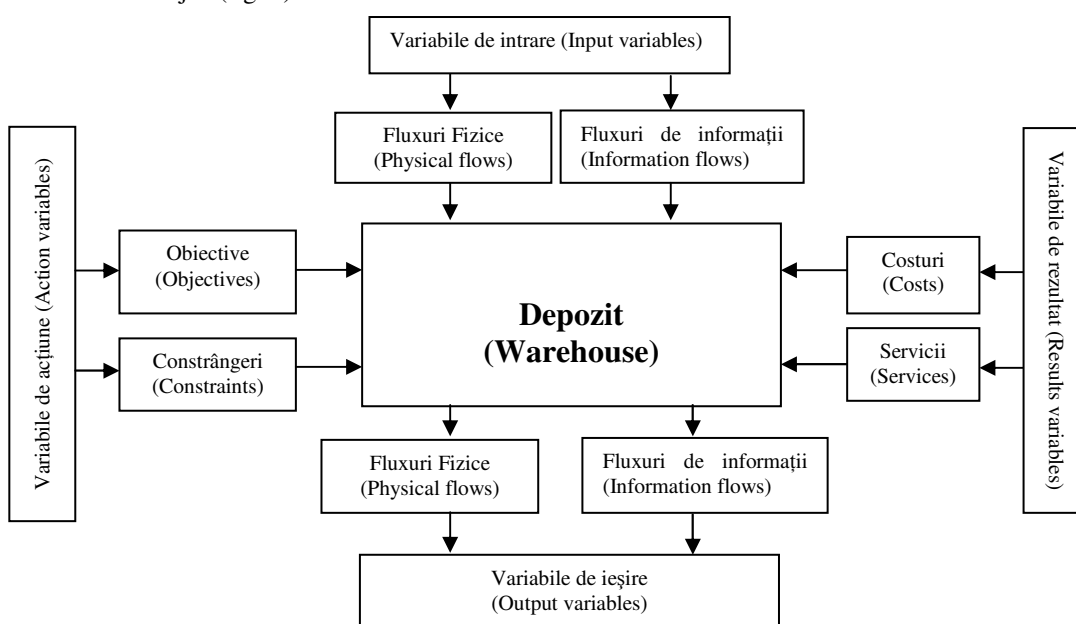 Variabile de intrare (Input variables)
Fluxuri Fizice
(Physical flows)
Fluxuri de informații
(Information flows)
Variabile de acțiune (Action variables)
Obiective
(Objectives)
Constrângeri
(Constraints)
Depozit
(Warehouse)
Costuri
(Costs)
Servicii
(Services)
Variabile de rezultat (Results variables)
Fluxuri Fizice
(Physical flows)
Fluxuri de informații
(Information flows)
Variabile de ieșire
(Output variables)